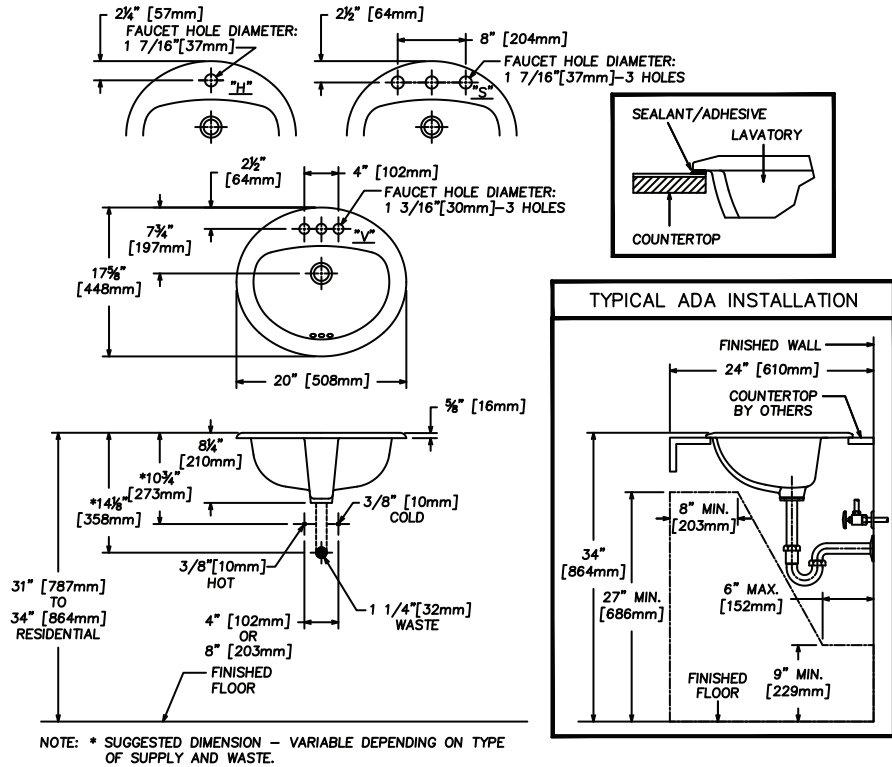 2¼" [57mm]
FAUCET HOLE DIAMETER:
1 7/16"[37mm]
"H"
2½" [64mm]
8" [204mm]
FAUCET HOLE DIAMETER:
1 7/16"[37mm]–3 HOLES
"S"
SEALANT/ADHESIVE
LAVATORY
COUNTERTOP
2½"
[64mm]
4" [102mm]
FAUCET HOLE DIAMETER:
1 3/16"[30mm]–3 HOLES
"V"
7¾"
[197mm]
17⅝"
[448mm]
20" [508mm]
⅝" [16mm]
8¼"
[210mm]
*10¾"
[273mm]
*14⅛"
[358mm]
3/8" [10mm]
COLD
3/8"[10mm]
HOT
1 1/4"[32mm]
WASTE
31" [787mm]
TO
34" [864mm]
RESIDENTIAL
4" [102mm]
OR
8" [203mm]
FINISHED
FLOOR
NOTE: * SUGGESTED DIMENSION – VARIABLE DEPENDING ON TYPE
OF SUPPLY AND WASTE.
TYPICAL ADA INSTALLATION
FINISHED WALL
24" [610mm]
COUNTERTOP
BY OTHERS
8" MIN.
[203mm]
34"
[864mm]
27" MIN.
[686mm]
6" MAX.
[152mm]
9" MIN.
[229mm]
FINISHED
FLOOR